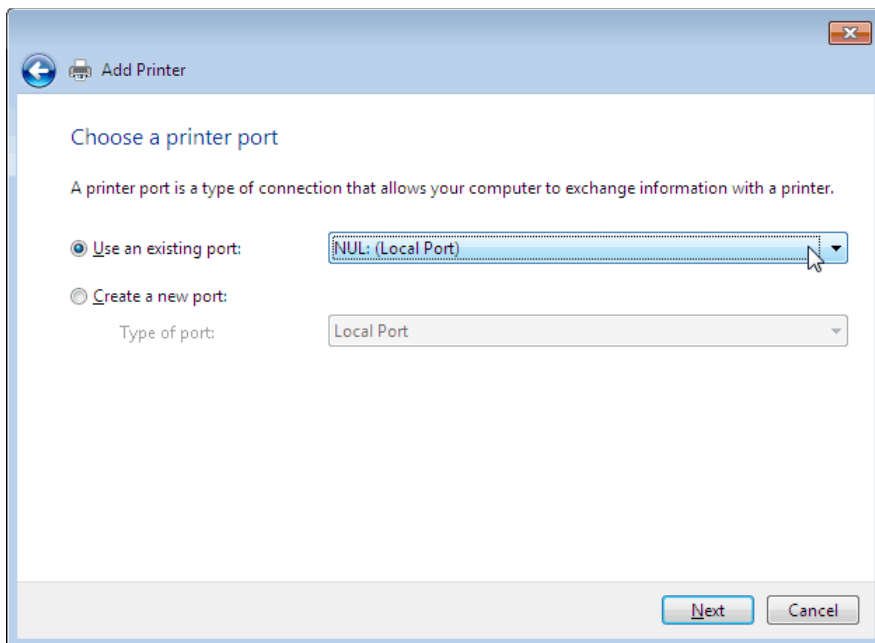 Add Printer
Choose a printer port
A printer port is a type of connection that allows your computer to exchange information with a printer.
Use an existing port: NUL: (Local Port)
Create a new port:
Type of port: Local Port
Next Cancel